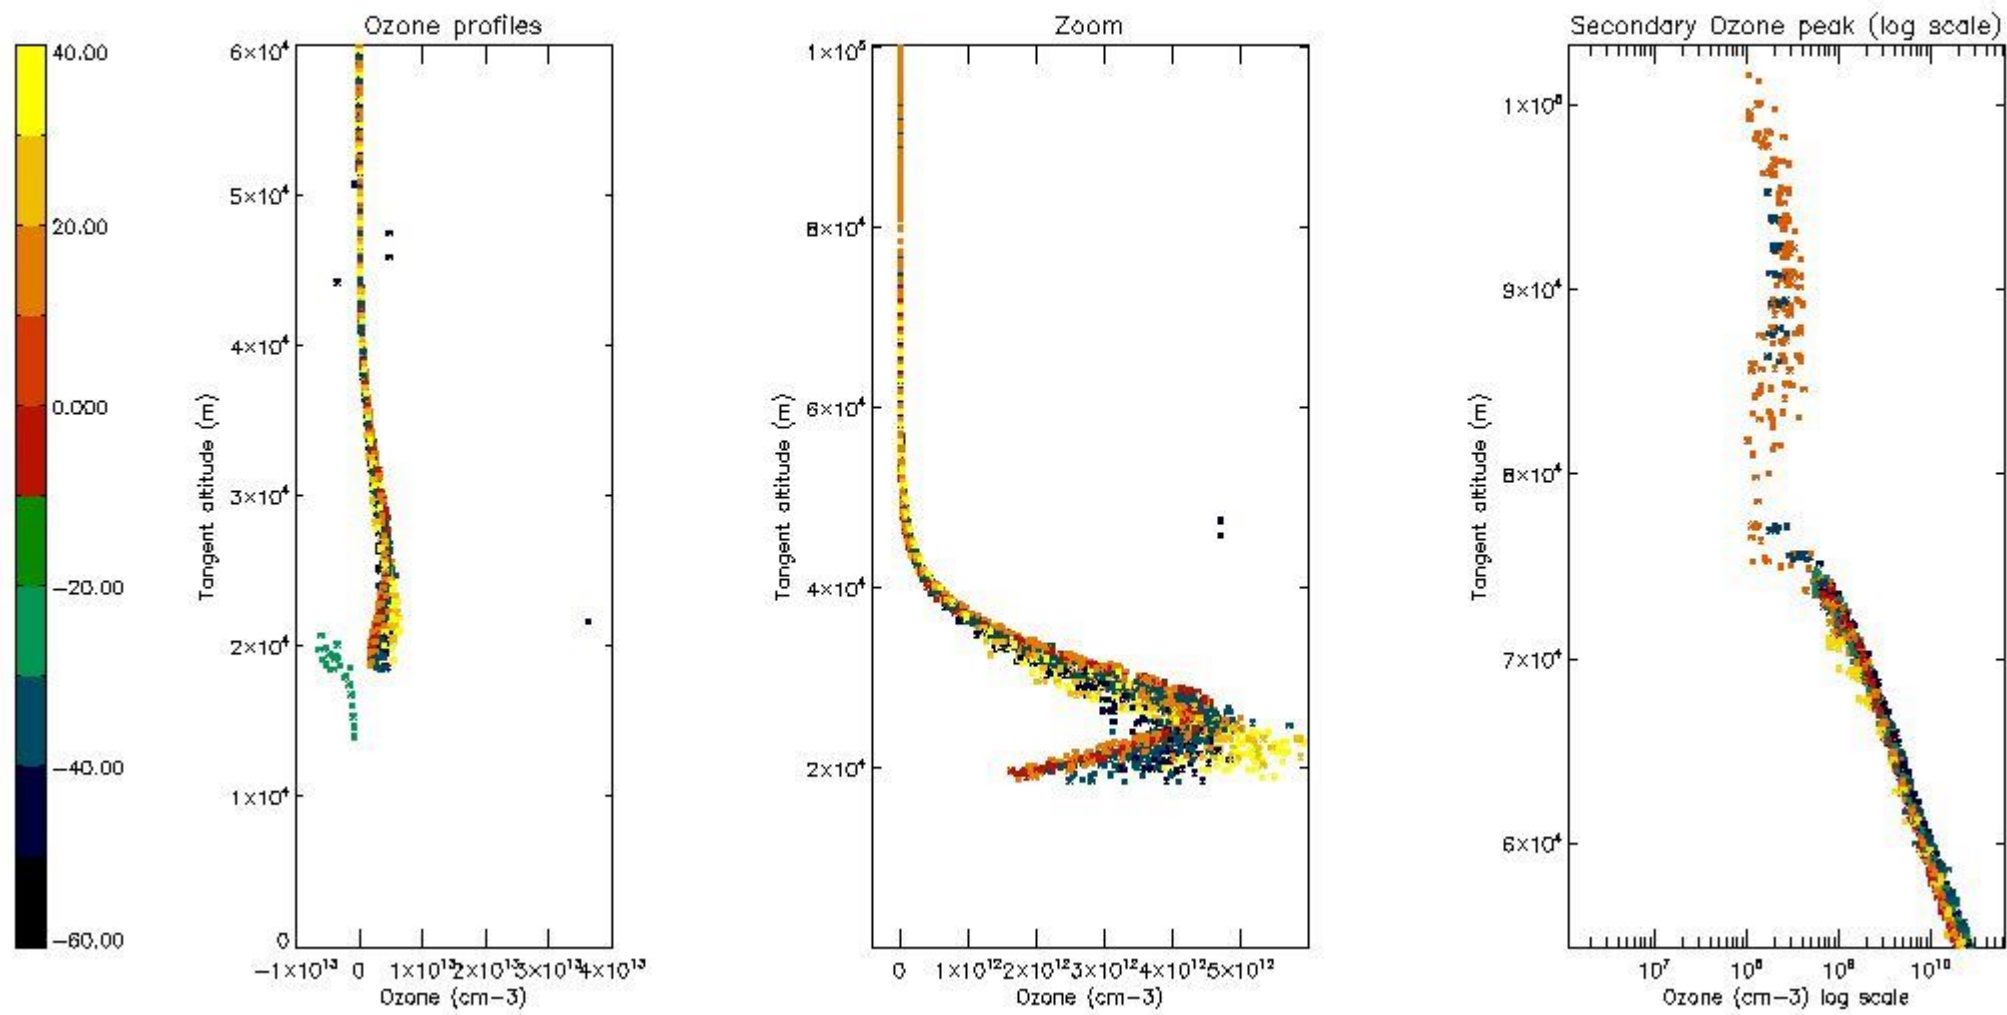 Ozone profiles
Zoom
Secondary Ozone peak (log scale)
40.00
20.00
0.000
−20.00
−40.00
−60.00
6×10⁴
5×10⁴
4×10⁴
3×10⁴
2×10⁴
1×10⁴
0
Tangent altitude (m)
−1×10¹³ 0 1×10¹³ 2×10¹³ 3×10¹³ 4×10¹³
Ozone (cm−3)
1×10⁵
8×10⁴
6×10⁴
4×10⁴
2×10⁴
Tangent altitude (m)
0 1×10¹² 2×10¹² 3×10¹² 4×10¹² 5×10¹²
Ozone (cm−3)
1×10⁵
9×10⁴
8×10⁴
7×10⁴
6×10⁴
Tangent altitude (m)
10⁷ 10⁸ 10⁹ 10¹⁰
Ozone (cm−3) log scale